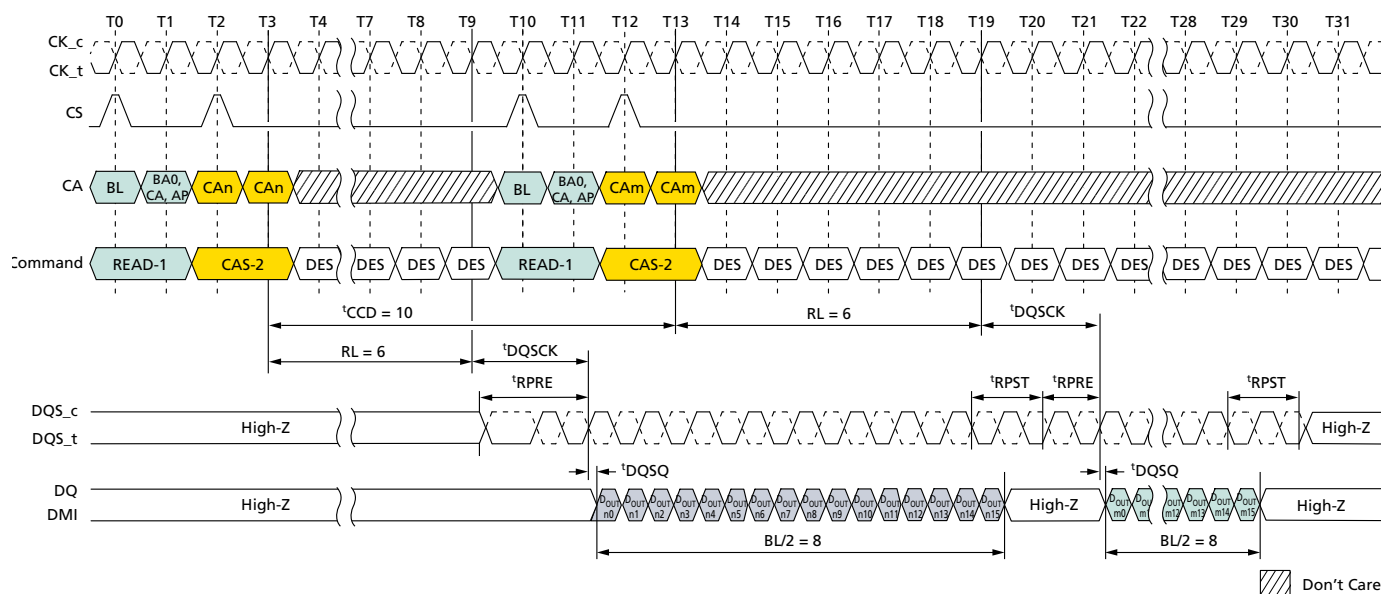 T0 T1 T2 T3 T4 T7 T8 T9 T10 T11 T12 T13 T14 T15 T16 T17 T18 T19 T20 T21 T22 T28 T29 T30 T31
CK_c
CK_t
CS
CA BL BA0, CA, AP CAn CAn BL BA0, CA, AP CAm CAm
Command READ-1 CAS-2 DES DES DES DES READ-1 CAS-2 DES DES DES DES DES DES DES DES DES DES DES DES DES
tCCD = 10 RL = 6 tDQSCK
RL = 6 tDQSCK
tRPRE tRPST tRPRE tRPST
DQS_c
High-Z High-Z
DQS_t
tDQSQ tDQSQ
DQ
High-Z DOUT n0 DOUT n1 DOUT n2 DOUT n3 DOUT n4 DOUT n5 DOUT n6 DOUT n7 DOUT n8 DOUT n9 DOUT n10 DOUT n11 DOUT n12 DOUT n13 DOUT n14 DOUT n15 High-Z DOUT m0 DOUT m12 DOUT m13 DOUT m14 DOUT m15 High-Z
DMI
BL/2 = 8 BL/2 = 8
Don't Care